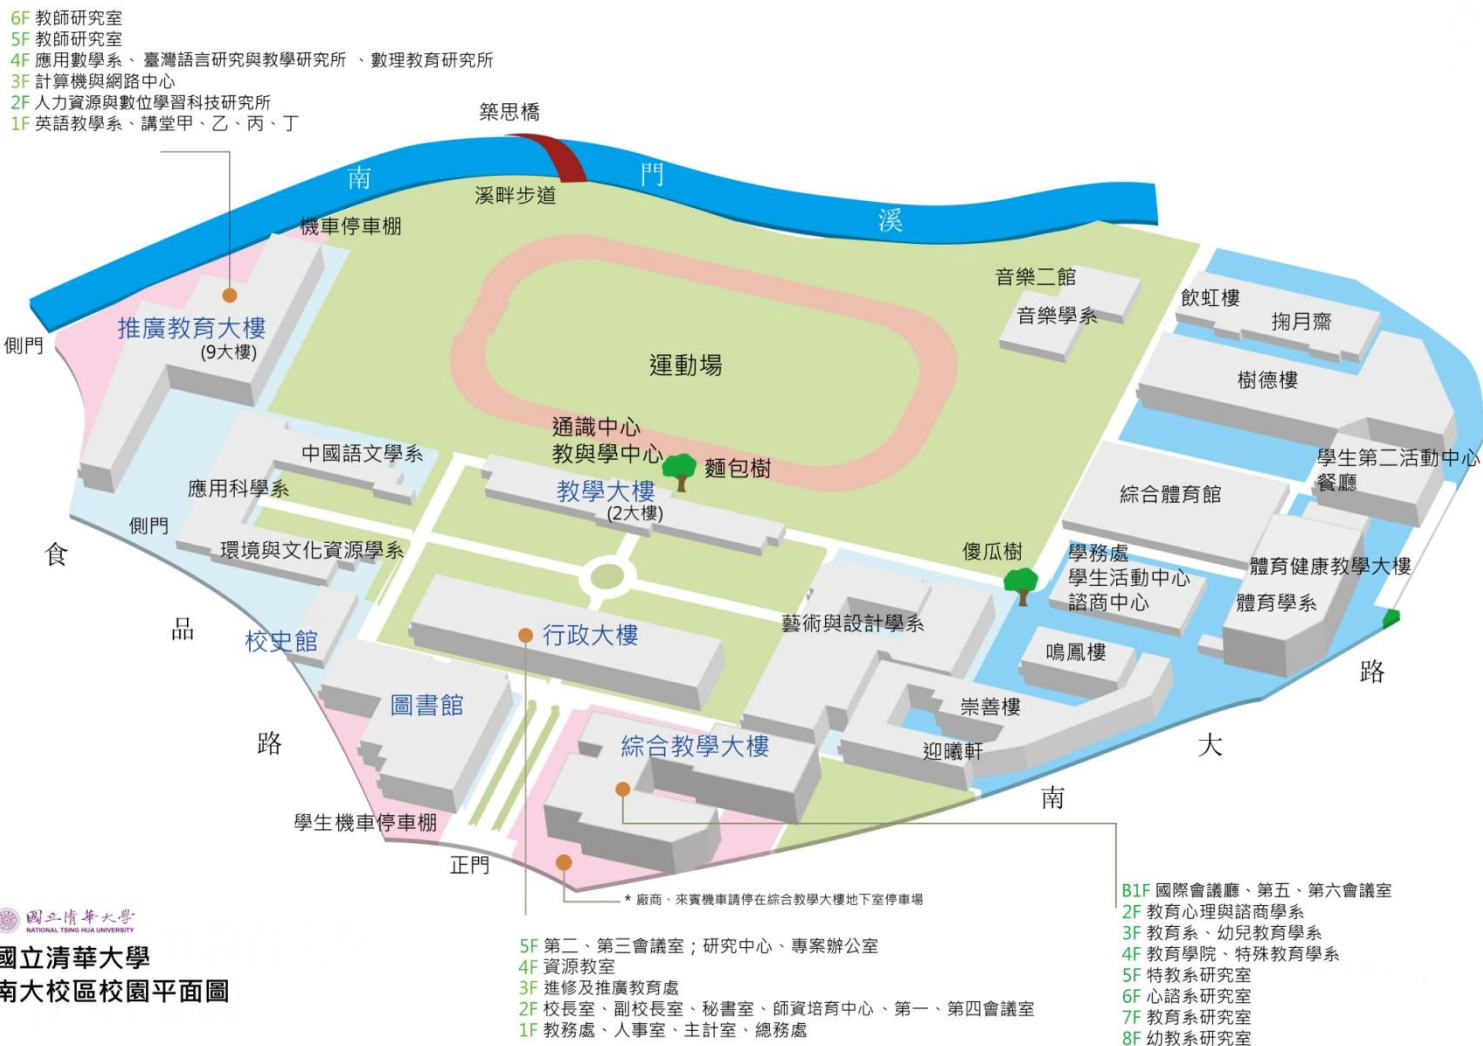 6F 教師研究室
5F 教師研究室
4F 應用數學系、臺灣語言研究與教學研究所 、數理教育研究所
3F 計算機與網路中心
2F 人力資源與數位學習科技研究所
1F 英語教學系、講堂甲、乙、丙、丁
築思橋
南
門
溪
溪畔步道
機車停車棚
音樂二館
音樂學系
飲虹樓
掬月齋
推廣教育大樓
(9大樓)
側門
運動場
樹德樓
通識中心
教與學中心
麵包樹
中國語文學系
學生第二活動中心
餐廳
應用科學系
教學大樓
(2大樓)
綜合體育館
側門
環境與文化資源學系
傻瓜樹
學務處
學生活動中心
諮商中心
體育健康教學大樓
體育學系
食
品
路
校史館
行政大樓
藝術與設計學系
鳴鳳樓
路
大
南
圖書館
崇善樓
綜合教學大樓
迎曦軒
學生機車停車棚
正門
* 廠商、來賓機車請停在綜合教學大樓地下室停車場
國立清華大學
NATIONAL TSING HUA UNIVERSITY
國立清華大學
南大校區校園平面圖
5F 第二、第三會議室；研究中心、專案辦公室
4F 資源教室
3F 進修及推廣教育處
2F 校長室、副校長室、秘書室、師資培育中心 、第一、第四會議室
1F 教務處、人事室、主計室、總務處
B1F 國際會議廳、第五、第六會議室
2F 教育心理與諮商學系
3F 教育系、幼兒教育學系
4F 教育學院、特殊教育學系
5F 特教系研究室
6F 心諮系研究室
7F 教育系研究室
8F 幼教系研究室